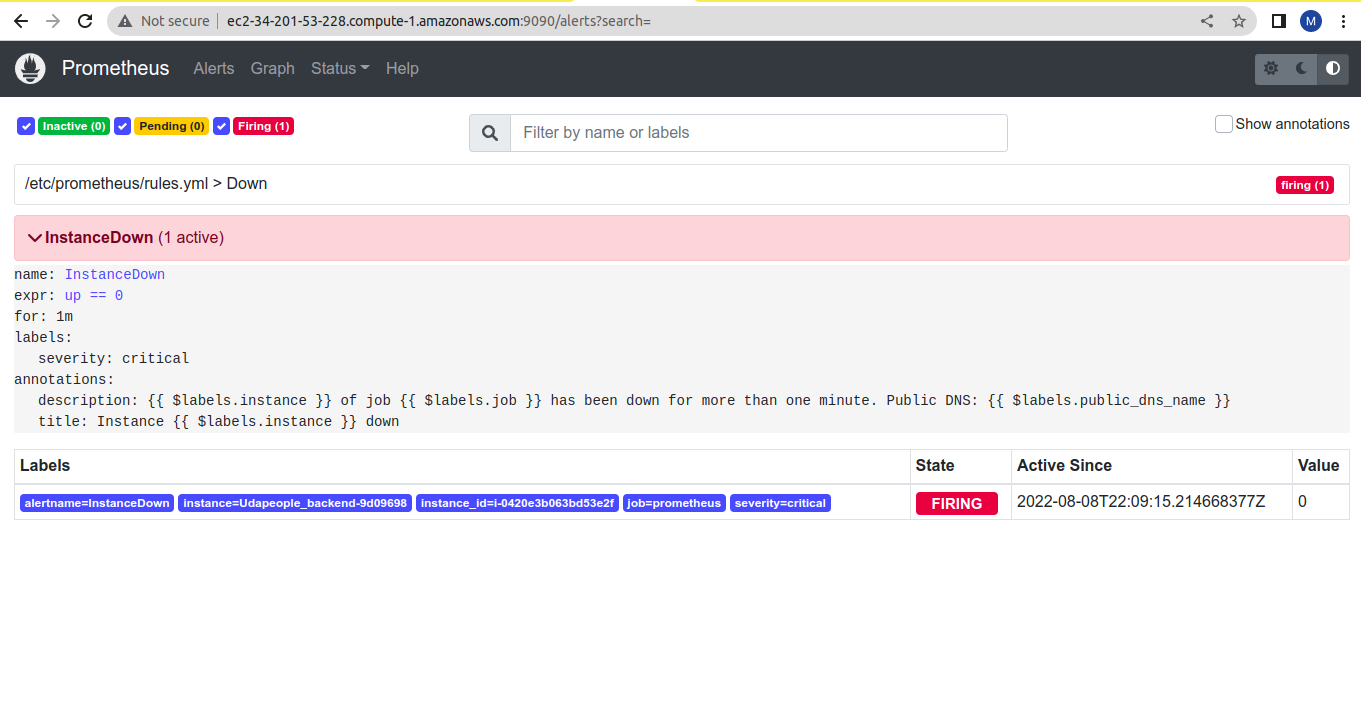 Not secure ec2-34-201-53-228.compute-1.amazonaws.com:9090/alerts?search= M
Prometheus Alerts Graph Status Help
Inactive (0) Pending (0) Firing (1) Filter by name or labels Show annotations
/etc/prometheus/rules.yml > Down firing (1)
InstanceDown (1 active)
name: InstanceDown
expr: up == 0
for: 1m
labels:
severity: critical
annotations:
description: {{ $labels.instance }} of job {{ $labels.job }} has been down for more than one minute. Public DNS: {{ $labels.public_dns_name }}
title: Instance {{ $labels.instance }} down
Labels State Active Since Value
alertname=InstanceDown instance=Udapeople_backend-9d09698 instance_id=i-0420e3b063bd53e2f job=prometheus severity=critical FIRING 2022-08-08T22:09:15.214668377Z 0